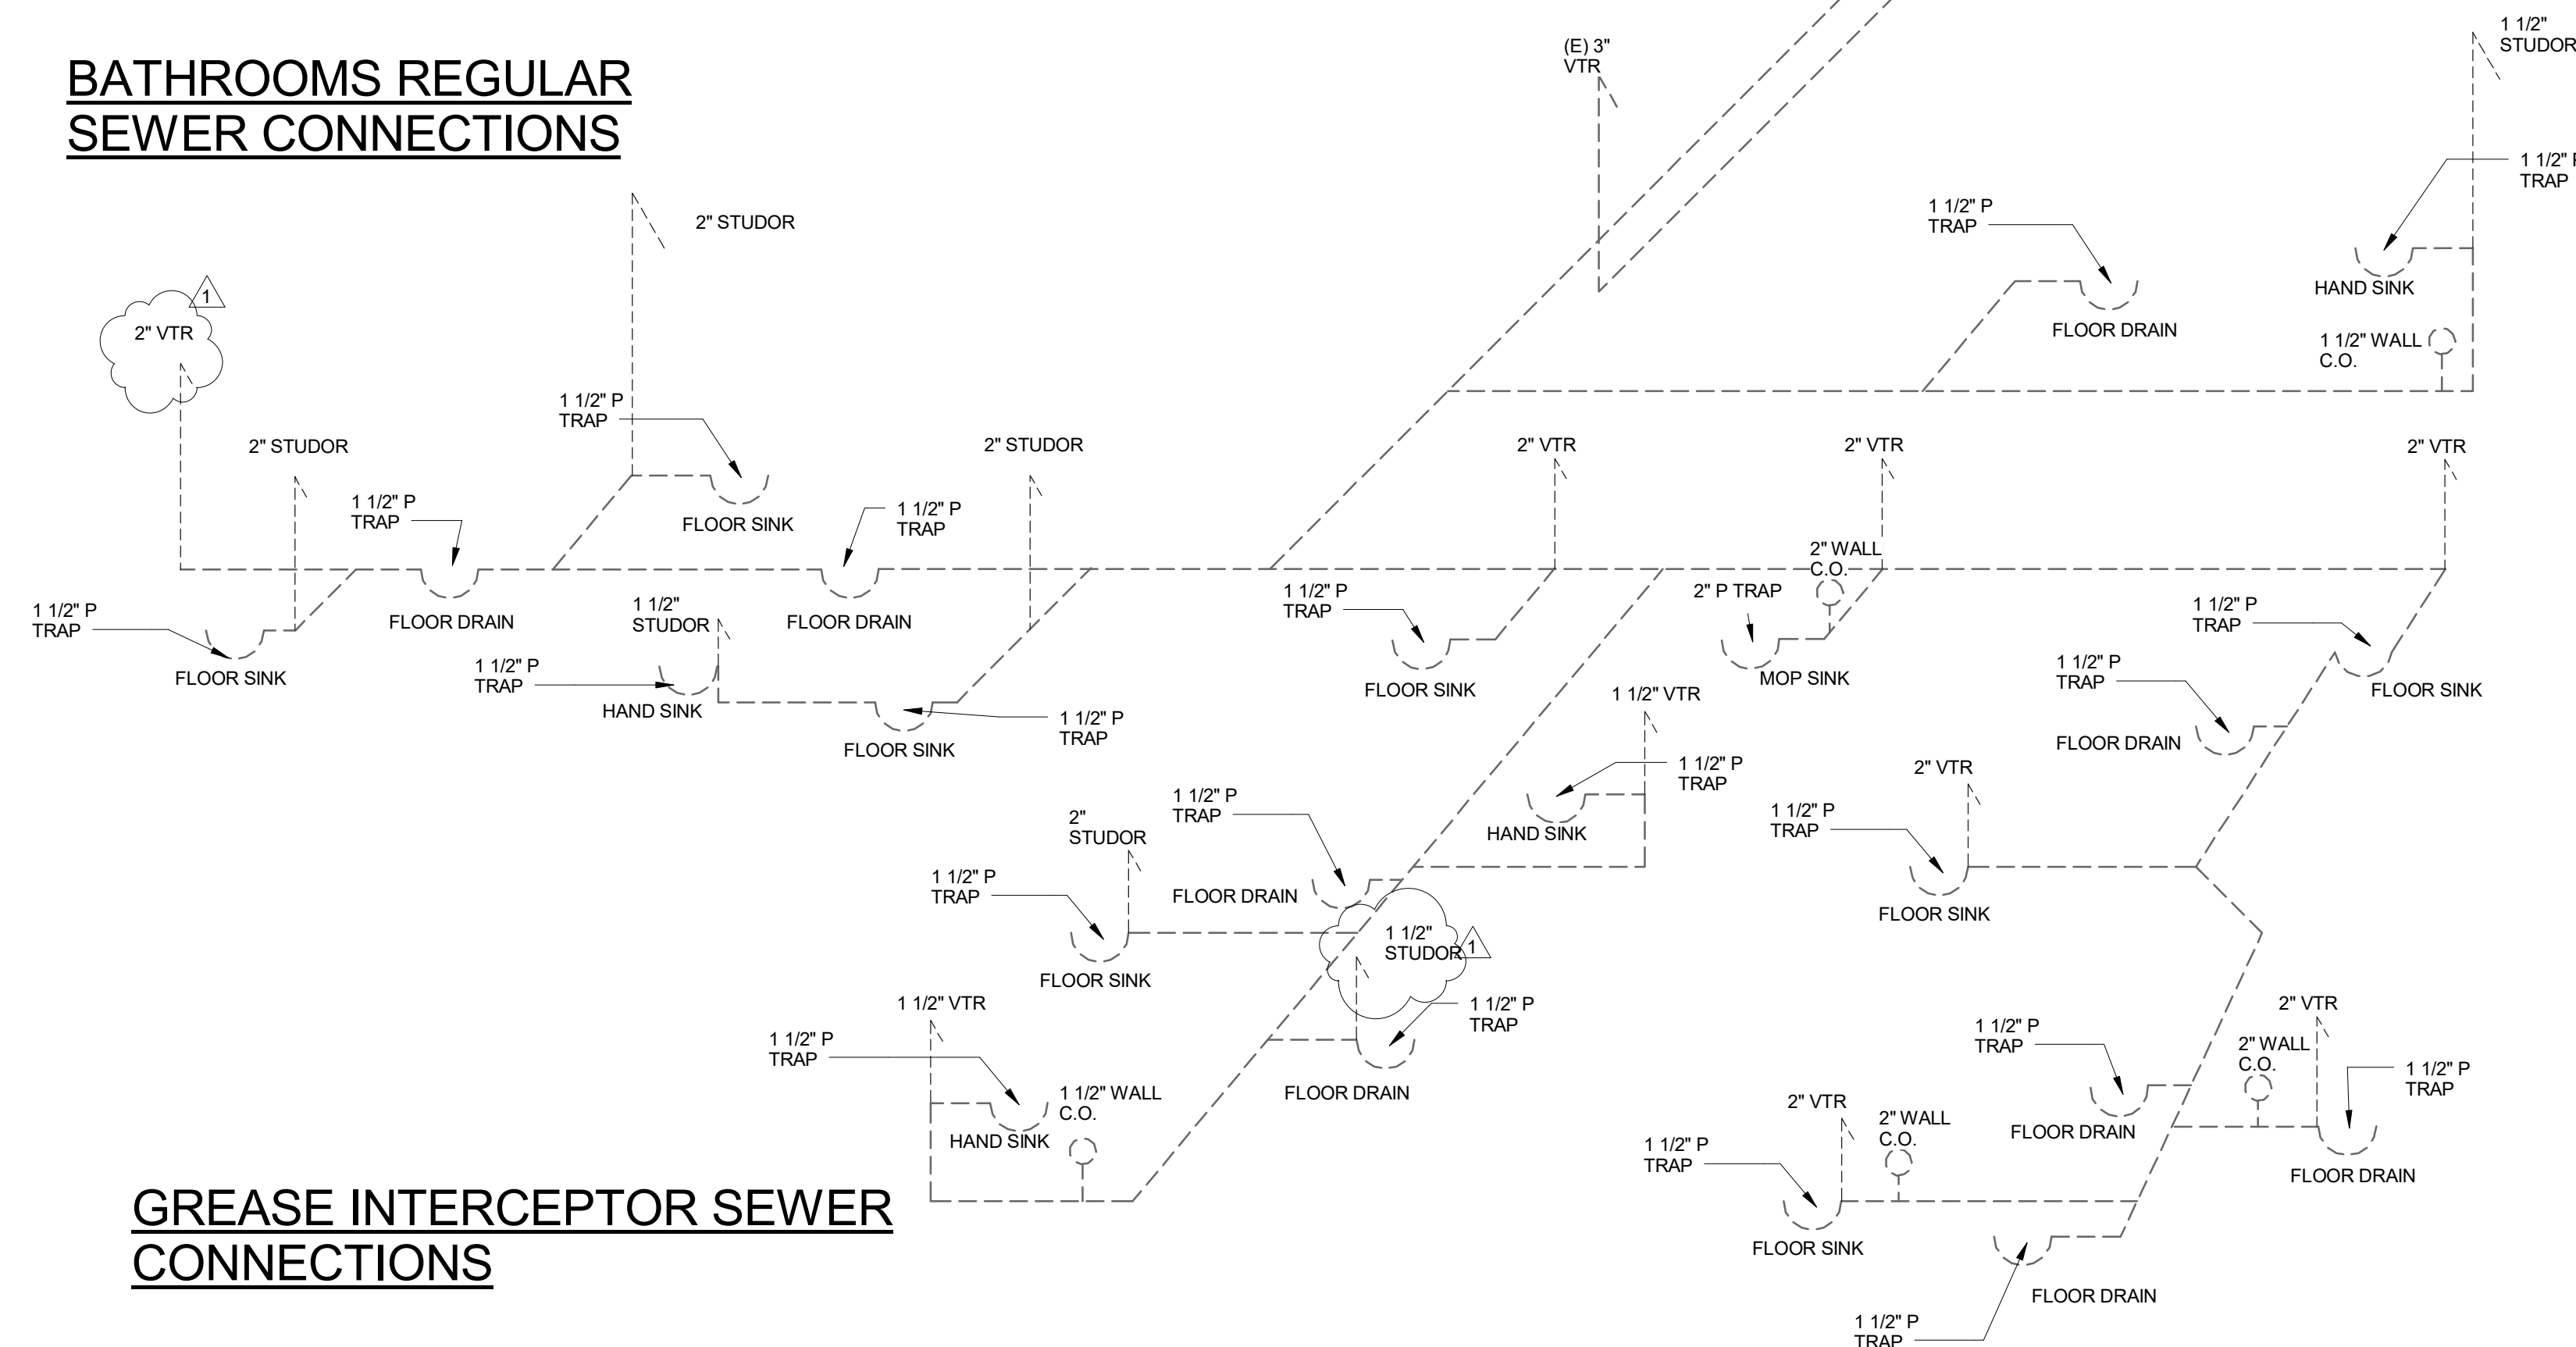 BATHROOMS REGULAR
SEWER CONNECTIONS
(E) 3"
VTR
1 1/2"
STUDOR
1 1/2" P
TRAP
1 1/2" P
TRAP
2" STUDOR
HAND SINK
1
2" VTR
FLOOR DRAIN
1 1/2" WALL
C.O.
1 1/2" P
TRAP
2" STUDOR
2" STUDOR
2" VTR
2" VTR
2" VTR
1 1/2" P
TRAP
FLOOR SINK
1 1/2" P
TRAP
2" WALL
C.O.
1 1/2" P
TRAP
FLOOR DRAIN
1 1/2"
STUDOR
FLOOR DRAIN
1 1/2" P
TRAP
2" P TRAP
1 1/2" P
TRAP
FLOOR SINK
1 1/2" P
TRAP
HAND SINK
FLOOR SINK
MOP SINK
1 1/2" P
TRAP
FLOOR SINK
1 1/2" VTR
1 1/2" P
TRAP
FLOOR SINK
FLOOR DRAIN
1 1/2" P
TRAP
2" VTR
1 1/2" P
TRAP
1 1/2" P
TRAP
2"
STUDOR
HAND SINK
1 1/2" P
TRAP
FLOOR DRAIN
FLOOR SINK
1 1/2"
STUDOR
1
FLOOR SINK
1 1/2" VTR
1 1/2" P
TRAP
2" VTR
1 1/2" P
TRAP
1 1/2" P
TRAP
2" WALL
C.O.
1 1/2" P
TRAP
1 1/2" WALL
C.O.
FLOOR DRAIN
2" VTR
2" WALL
C.O.
HAND SINK
1 1/2" P
TRAP
FLOOR DRAIN
FLOOR DRAIN
GREASE INTERCEPTOR SEWER
CONNECTIONS
FLOOR SINK
FLOOR DRAIN
1 1/2" P
TRAP